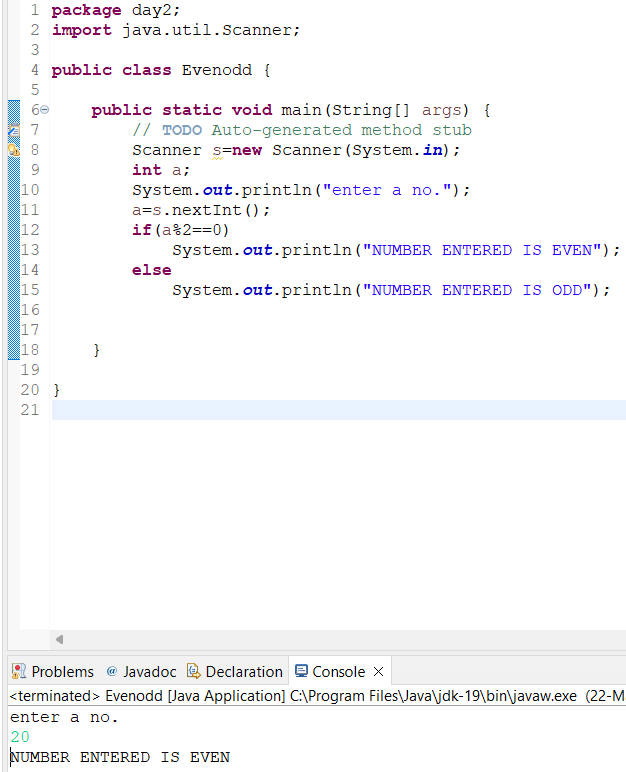 1 package day2;
2 import java.util.Scanner;
3
4 public class Evenodd {
5
6 public static void main(String[] args) {
7 // TODO Auto-generated method stub
8 Scanner s=new Scanner(System.in);
9 int a;
10 System.out.println("enter a no.");
11 a=s.nextInt();
12 if(a%2==0)
13 System.out.println("NUMBER ENTERED IS EVEN");
14 else
15 System.out.println("NUMBER ENTERED IS ODD");
16
17
18 }
19
20 }
21
Problems @ Javadoc Declaration Console
<terminated> Evenodd [Java Application] C:\Program Files\Java\jdk-19\bin\javaw.exe (22-M
enter a no.
20
NUMBER ENTERED IS EVEN